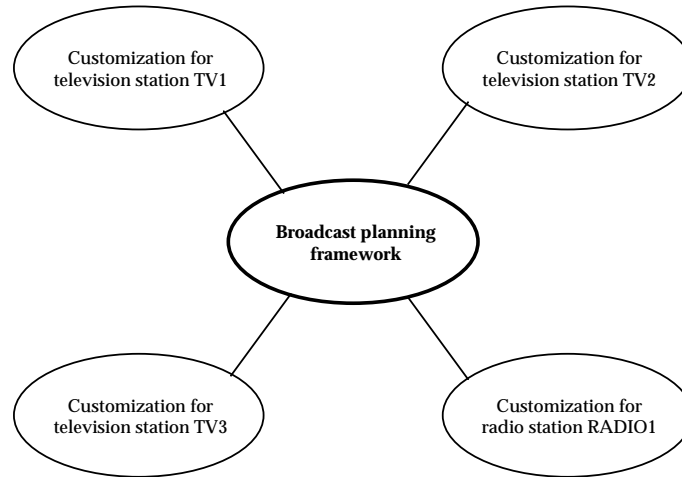 Customization for
television station TV1
Customization for
television station TV2
Broadcast planning
framework
Customization for
television station TV3
Customization for
radio station RADIO1